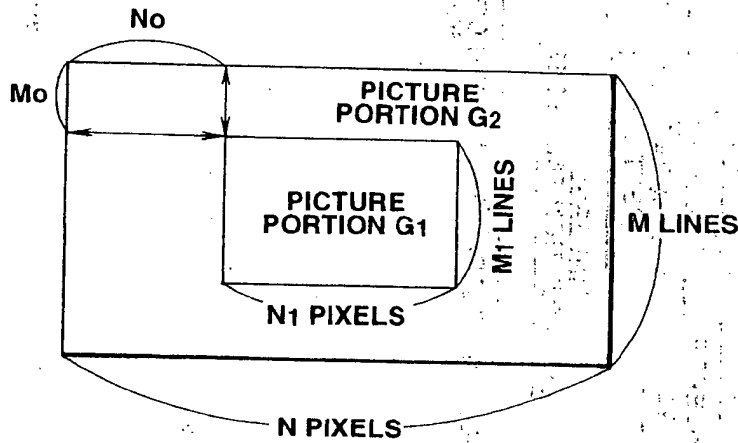 No
Mo
PICTURE
PORTION G2
PICTURE
PORTION G1
M1 LINES
M LINES
N1 PIXELS
N PIXELS